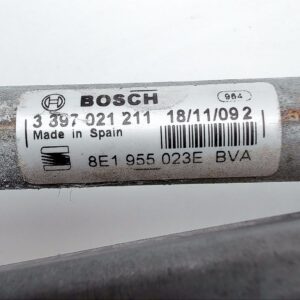 BOSCH 984
3 397 021 211 18/11/09 2
Made in Spain
8E1 955 023E BVA